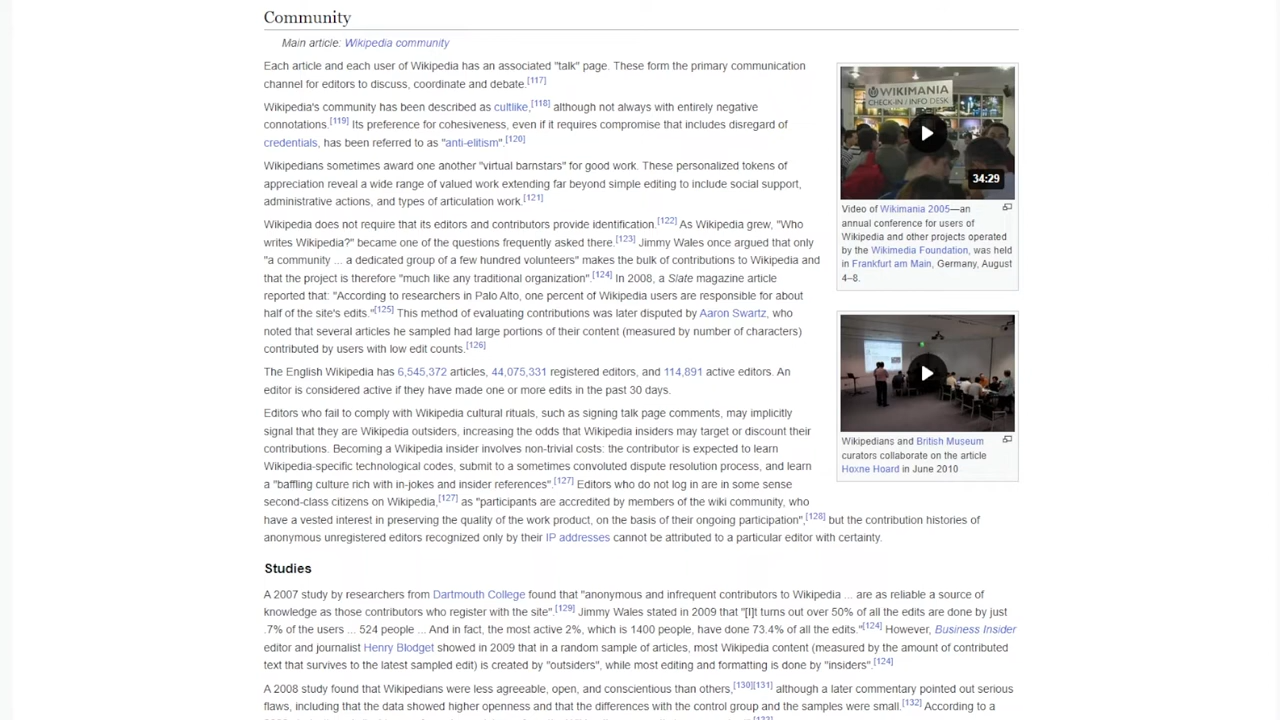 Community
Main article: Wikipedia community
Each article and each user of Wikipedia has an associated "talk" page. These form the primary communication
channel for editors to discuss, coordinate and debate.[117]
Wikipedia's community has been described as cultlike,[118] although not always with entirely negative
connotations.[119] Its preference for cohesiveness, even if it requires compromise that includes disregard of
credentials, has been referred to as "anti-elitism".[120]
Wikipedians sometimes award one another "virtual barnstars" for good work. These personalized tokens of
appreciation reveal a wide range of valued work extending far beyond simple editing to include social support,
administrative actions, and types of articulation work.[121]
Wikipedia does not require that its editors and contributors provide identification.[122] As Wikipedia grew, "Who
writes Wikipedia?" became one of the questions frequently asked there.[123] Jimmy Wales once argued that only
"a community ... a dedicated group of a few hundred volunteers" makes the bulk of contributions to Wikipedia and
that the project is therefore "much like any traditional organization".[124] In 2008, a Slate magazine article
reported that: "According to researchers in Palo Alto, one percent of Wikipedia users are responsible for about
half of the site's edits."[125] This method of evaluating contributions was later disputed by Aaron Swartz, who
noted that several articles he sampled had large portions of their content (measured by number of characters)
contributed by users with low edit counts.[126]
The English Wikipedia has 6,545,372 articles, 44,075,331 registered editors, and 114,891 active editors. An
editor is considered active if they have made one or more edits in the past 30 days.
Editors who fail to comply with Wikipedia cultural rituals, such as signing talk page comments, may implicitly
signal that they are Wikipedia outsiders, increasing the odds that Wikipedia insiders may target or discount their
contributions. Becoming a Wikipedia insider involves non-trivial costs: the contributor is expected to learn
Wikipedia-specific technological codes, submit to a sometimes convoluted dispute resolution process, and learn
a "baffling culture rich with in-jokes and insider references".[127] Editors who do not log in are in some sense
second-class citizens on Wikipedia,[127] as "participants are accredited by members of the wiki community, who
have a vested interest in preserving the quality of the work product, on the basis of their ongoing participation",[128] but the contribution histories of
anonymous unregistered editors recognized only by their IP addresses cannot be attributed to a particular editor with certainty.
WIKIMANIA
CHECK-IN / INFO DESK
34:29
Video of Wikimania 2005—an
annual conference for users of
Wikipedia and other projects operated
by the Wikimedia Foundation, was held
in Frankfurt am Main, Germany, August
4–8.
Wikipedians and British Museum
curators collaborate on the article
Hoxne Hoard in June 2010
Studies
A 2007 study by researchers from Dartmouth College found that "anonymous and infrequent contributors to Wikipedia ... are as reliable a source of
knowledge as those contributors who register with the site".[129] Jimmy Wales stated in 2009 that "[I]t turns out over 50% of all the edits are done by just
.7% of the users ... 524 people ... And in fact, the most active 2%, which is 1400 people, have done 73.4% of all the edits."[124] However, Business Insider
editor and journalist Henry Blodget showed in 2009 that in a random sample of articles, most Wikipedia content (measured by the amount of contributed
text that survives to the latest sampled edit) is created by "outsiders", while most editing and formatting is done by "insiders".[124]
A 2008 study found that Wikipedians were less agreeable, open, and conscientious than others,[130][131] although a later commentary pointed out serious
flaws, including that the data showed higher openness and that the differences with the control group and the samples were small.[132] According to a